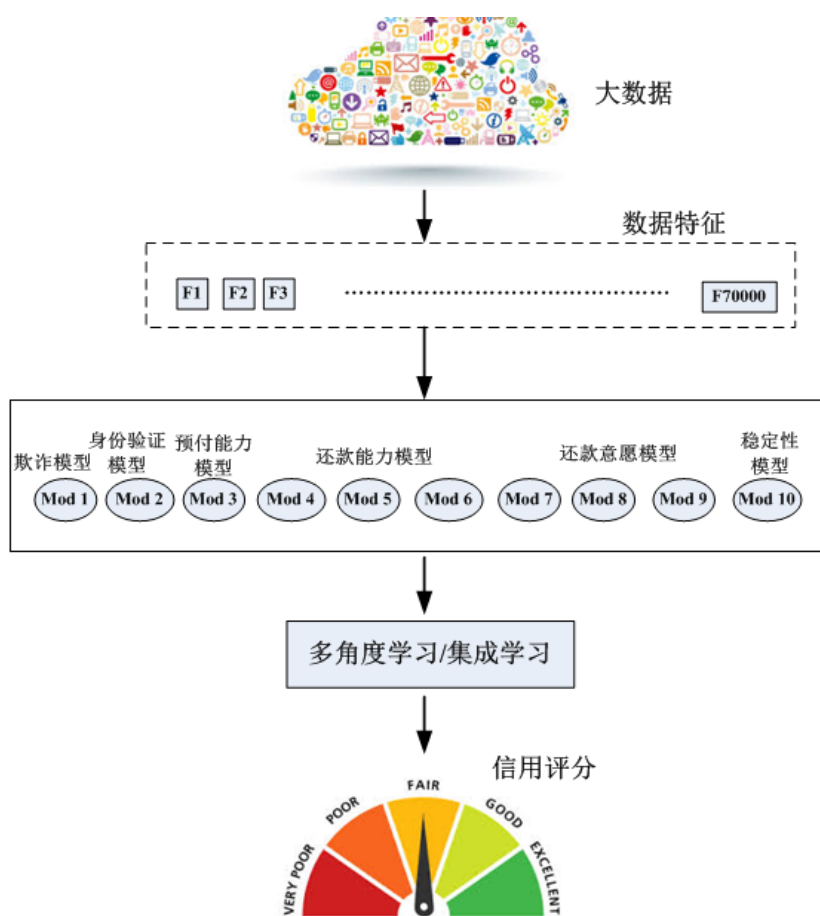 大数据
数据特征
F1 F2 F3 ………………………………………… F70000
欺诈模型
身份验证
模型
预付能力
模型
还款能力模型
还款意愿模型
稳定性
模型
Mod 1 Mod 2 Mod 3 Mod 4 Mod 5 Mod 6 Mod 7 Mod 8 Mod 9 Mod 10
多角度学习/集成学习
信用评分
VERY POOR
POOR
FAIR
GOOD
EXCELLENT